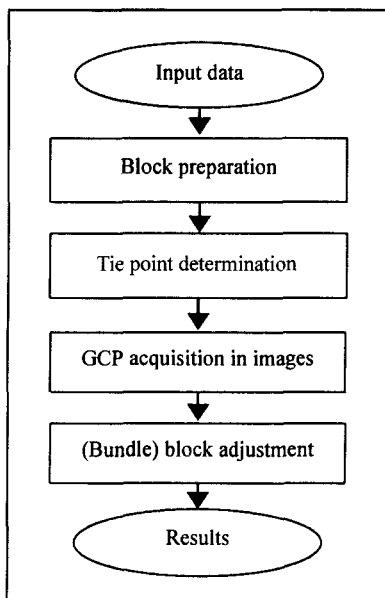 Input data
Block preparation
Tie point determination
GCP acquisition in images
(Bundle) block adjustment
Results